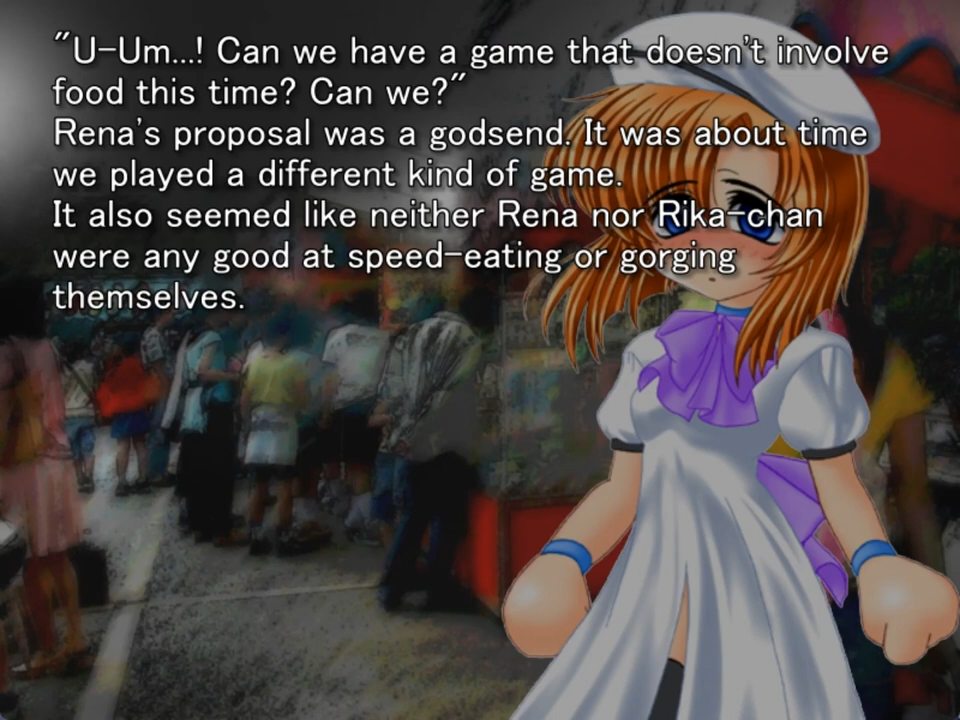 "U-Um...! Can we have a game that doesn't involve
food this time? Can we?"
Rena's proposal was a godsend. It was about time
we played a different kind of game.
It also seemed like neither Rena nor Rika-chan
were any good at speed-eating or gorging
themselves.